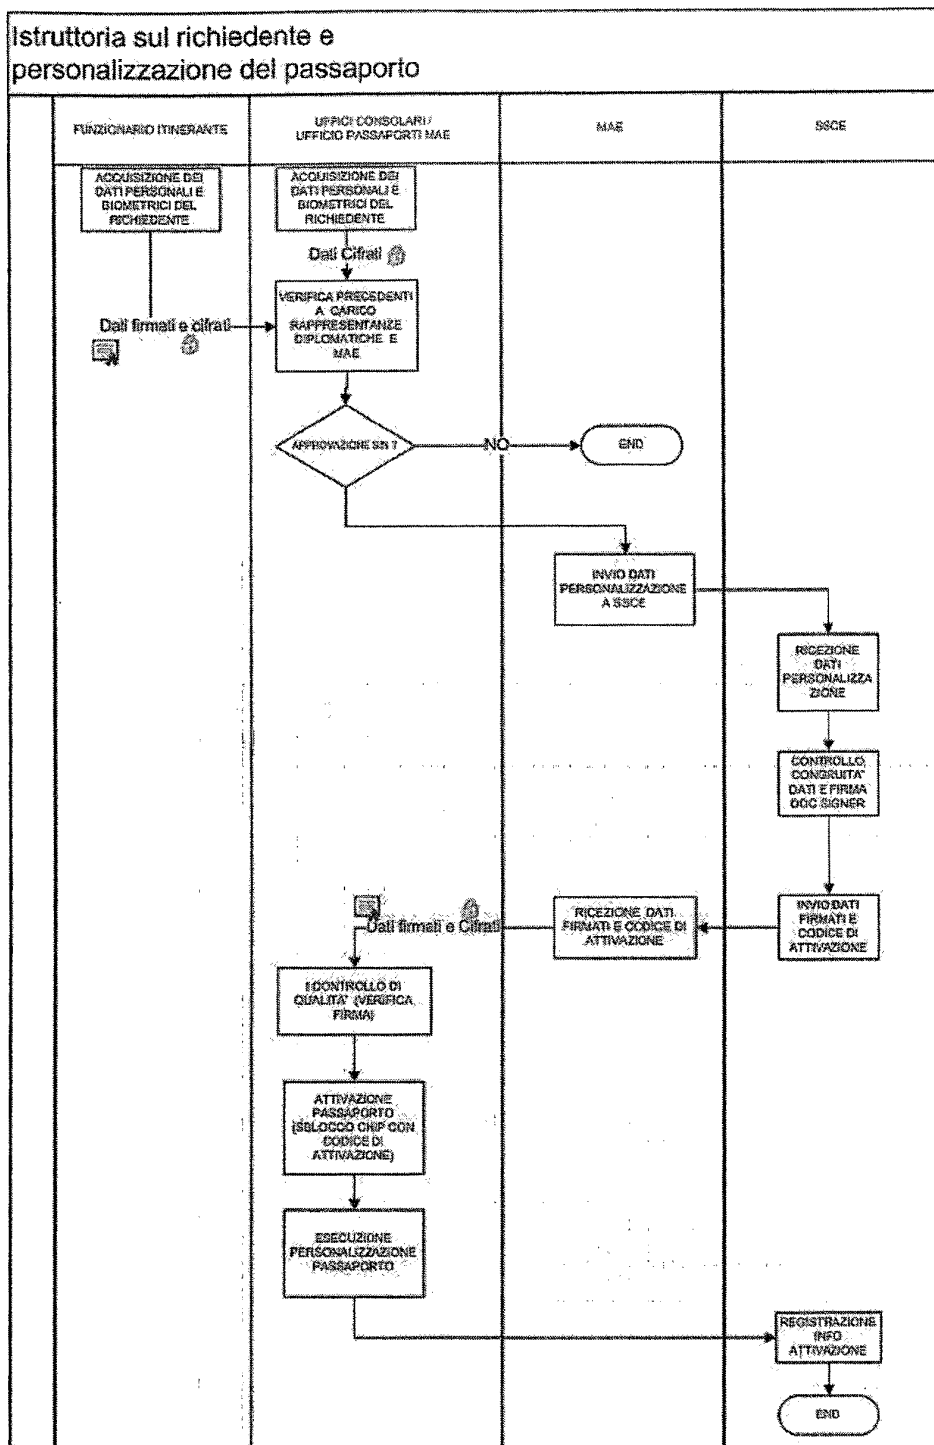 Istruttoria sul richiedente e
personalizzazione del passaporto
FUNZIONARIO ITINERANTE
UFFICI CONSOLARI /
UFFICIO PASSAPORTI MAE
MAE
SSCE
ACQUISIZIONE DEI
DATI PERSONALI E
BIOMETRICI DEL
RICHIEDENTE
ACQUISIZIONE DEI
DATI PERSONALI E
BIOMETRICI DEL
RICHIEDENTE
Dati Cifrati
VERIFICA PRECEDENTI
A CARICO
RAPPRESENTANZE
DIPLOMATICHE E
MAE
Dati firmati e cifrati
APPROVAZIONE S/N ?
NO
END
INVIO DATI
PERSONALIZZAZIONE
A SSCE
RICEZIONE
DATI
PERSONALIZZA
ZIONE
CONTROLLO
CONGRUITA'
DATI E FIRMA
DOC SIGNER
INVIO DATI
FIRMATI E
CODICE DI
ATTIVAZIONE
RICEZIONE DATI
FIRMATI E CODICE DI
ATTIVAZIONE
Dati firmati e Cifrati
I CONTROLLO DI
QUALITA' (VERIFICA
FIRMA)
ATTIVAZIONE
PASSAPORTO
(SBLOCCO CHIP CON
CODICE DI
ATTIVAZIONE)
ESECUZIONE
PERSONALIZZAZIONE
PASSAPORTO
REGISTRAZIONE
INFO
ATTIVAZIONE
END